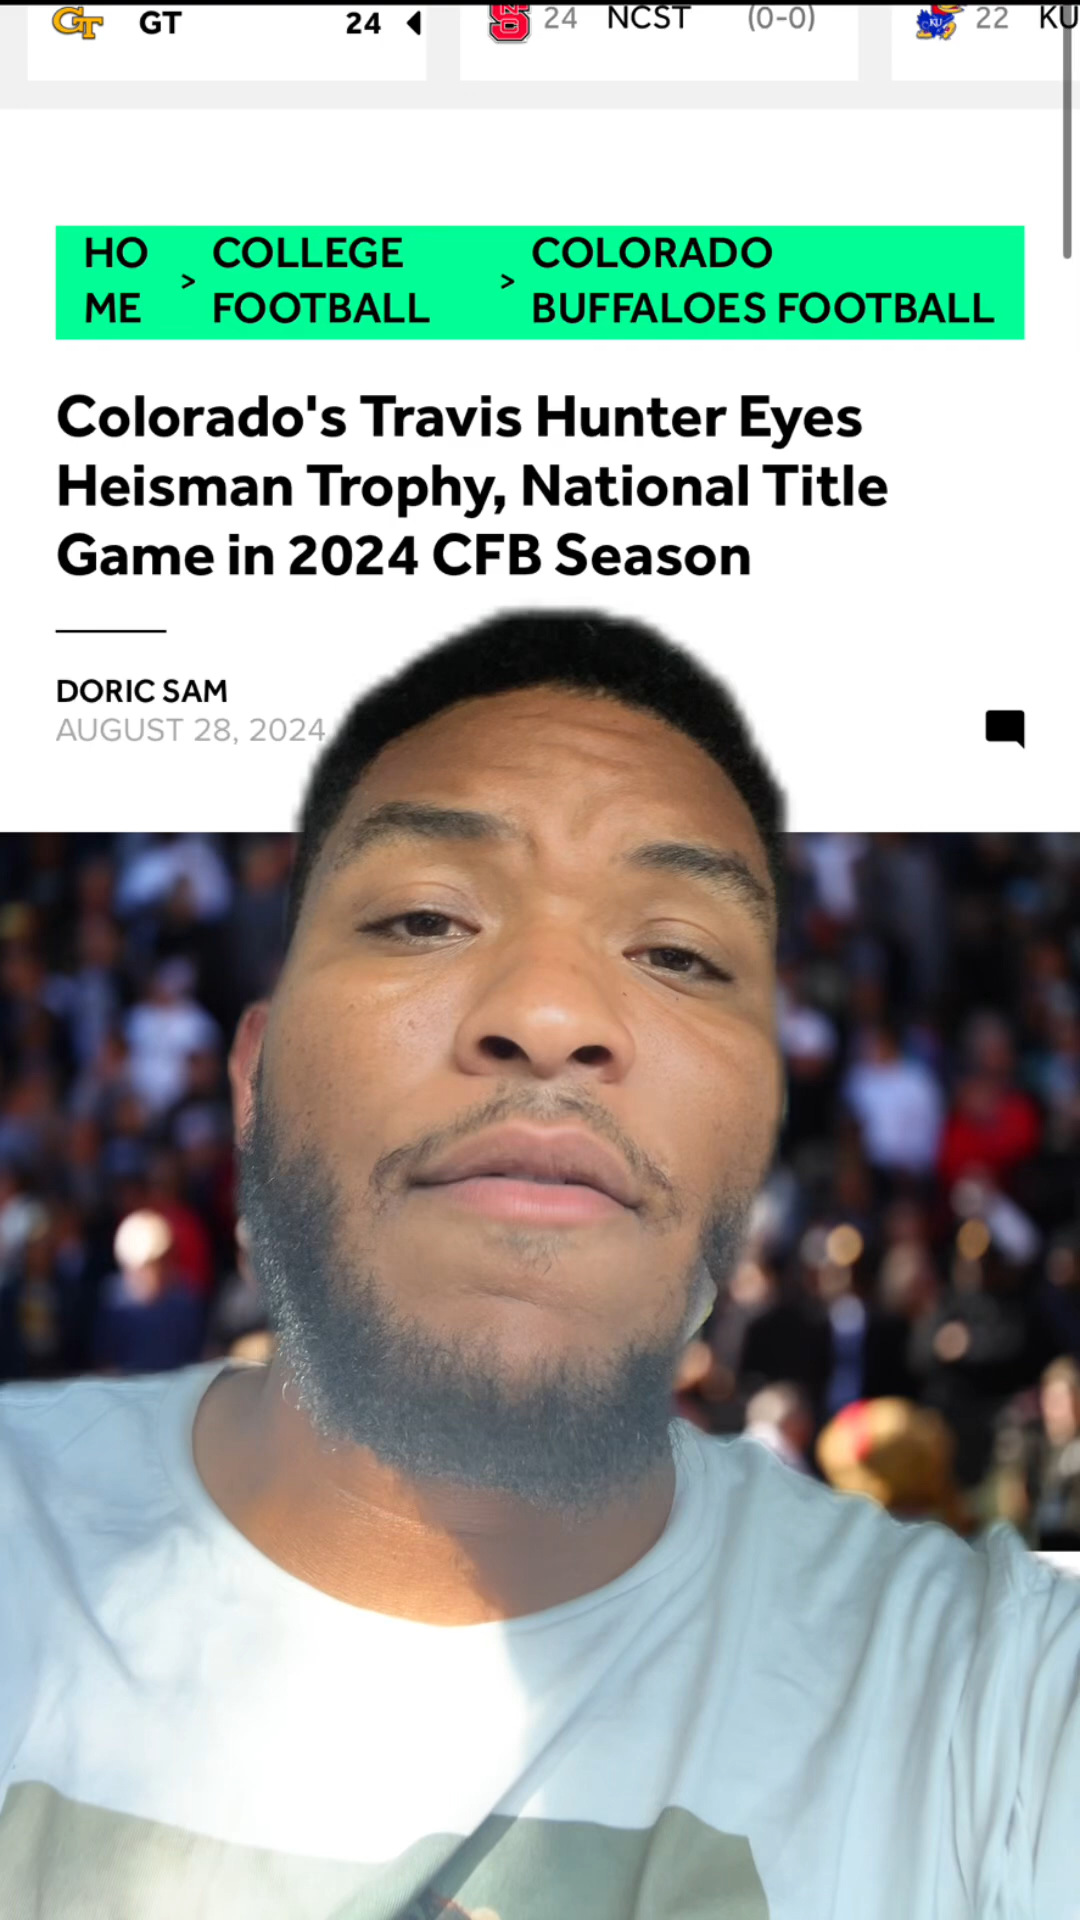 GT 24
24 NCST (0-0)
22 KU
HO
ME
>
COLLEGE
FOOTBALL
>
COLORADO
BUFFALOES FOOTBALL
Colorado's Travis Hunter Eyes
Heisman Trophy, National Title
Game in 2024 CFB Season
DORIC SAM
AUGUST 28, 2024